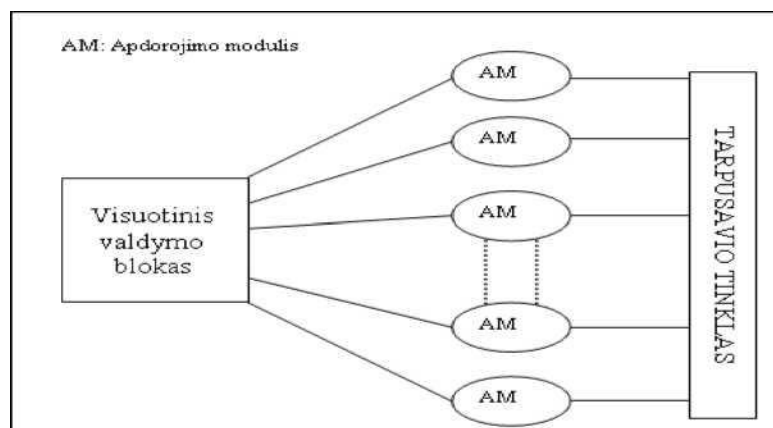 AM: Apdorojimo modulis
AM
AM
AM
AM
AM
Visuotinis
valdymo
blokas
TARPUSAVIO TINKLAS